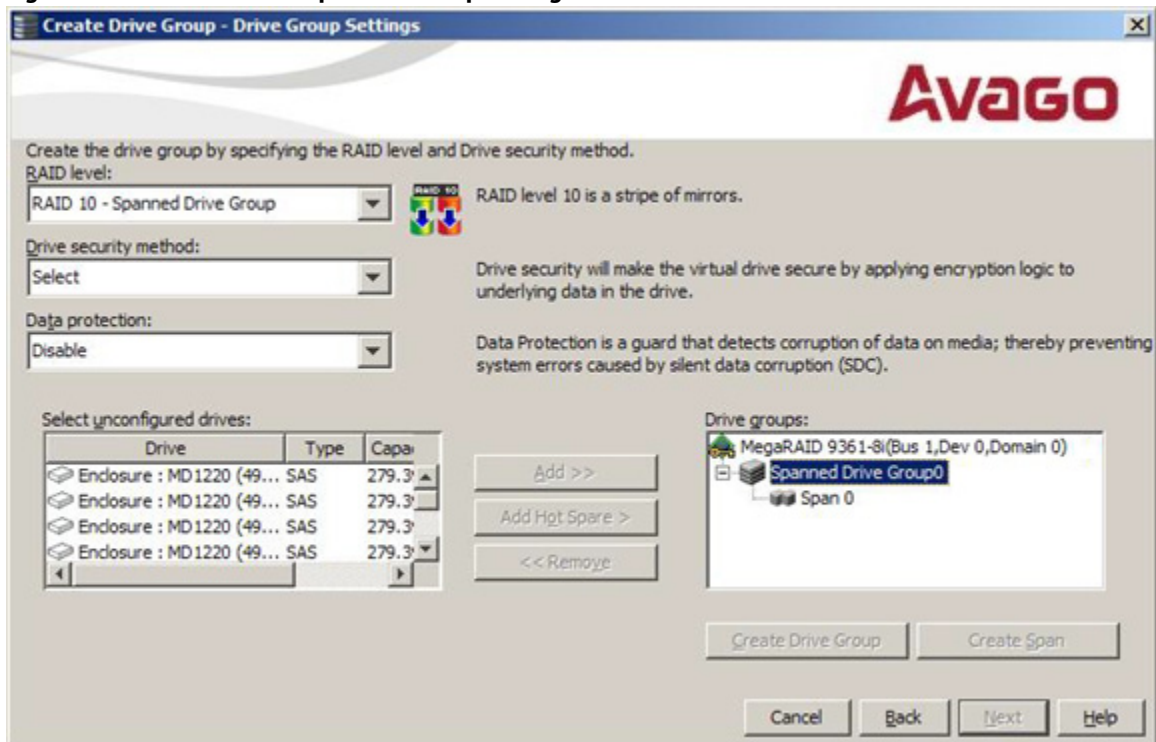 Create Drive Group - Drive Group Settings
Avago
Create the drive group by specifying the RAID level and Drive security method.
RAID level:
RAID 10 - Spanned Drive Group
RAID 10
RAID level 10 is a stripe of mirrors.
Drive security method:
Select
Drive security will make the virtual drive secure by applying encryption logic to
underlying data in the drive.
Data protection:
Disable
Data Protection is a guard that detects corruption of data on media; thereby preventing
system errors caused by silent data corruption (SDC).
Select unconfigured drives:
Drive Type Capa
Enclosure : MD1220 (49... SAS 279.3
Enclosure : MD1220 (49... SAS 279.3
Enclosure : MD1220 (49... SAS 279.3
Enclosure : MD1220 (49... SAS 279.3
Add >>
Add Hot Spare >
<< Remove
Drive groups:
MegaRAID 9361-8i(Bus 1,Dev 0,Domain 0)
Spanned Drive Group0
Span 0
Create Drive Group Create Span
Cancel Back Next Help